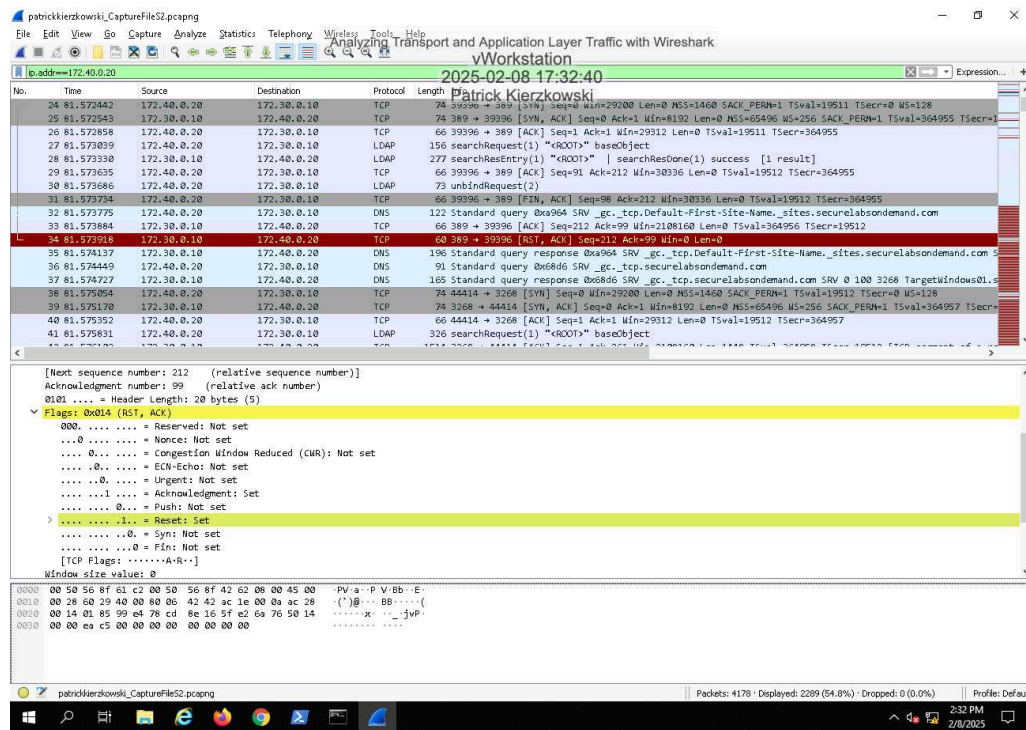 patrickkierzkowski_CaptureFileS2.pcapng
File Edit View Go Capture Analyze Statistics Telephony Wireless Tools Help
Analyzing Transport and Application Layer Traffic with Wireshark
vWorkstation
2025-02-08 17:32:40
Patrick Kierzkowski
ip.addr==172.40.0.20 Expression... +
No. Time Source Destination Protocol Length Info
24 81.572442 172.40.0.20 172.30.0.10 TCP 74 39396 → 389 [SYN] Seq=0 Win=29200 Len=0 MSS=1460 SACK_PERM=1 TSval=19511 TSecr=0 WS=128
25 81.572543 172.30.0.10 172.40.0.20 TCP 74 389 → 39396 [SYN, ACK] Seq=0 Ack=1 Win=8192 Len=0 MSS=65496 WS=256 SACK_PERM=1 TSval=364955 TSecr=1
26 81.572858 172.40.0.20 172.30.0.10 TCP 66 39396 → 389 [ACK] Seq=1 Ack=1 Win=29312 Len=0 TSval=19511 TSecr=364955
27 81.573039 172.40.0.20 172.30.0.10 LDAP 156 searchRequest(1) "<ROOT>" baseObject
28 81.573330 172.30.0.10 172.40.0.20 LDAP 277 searchResEntry(1) "<ROOT>" | searchResDone(1) success [1 result]
29 81.573635 172.40.0.20 172.30.0.10 TCP 66 39396 → 389 [ACK] Seq=91 Ack=212 Win=30336 Len=0 TSval=19512 TSecr=364955
30 81.573686 172.40.0.20 172.30.0.10 LDAP 73 unbindRequest(2)
31 81.573734 172.40.0.20 172.30.0.10 TCP 66 39396 → 389 [FIN, ACK] Seq=98 Ack=212 Win=30336 Len=0 TSval=19512 TSecr=364955
32 81.573775 172.40.0.20 172.30.0.10 DNS 122 Standard query 0xa964 SRV _gc._tcp.Default-First-Site-Name._sites.securelabsondemand.com
33 81.573884 172.30.0.10 172.40.0.20 TCP 66 389 → 39396 [ACK] Seq=212 Ack=99 Win=2108160 Len=0 TSval=364956 TSecr=19512
34 81.573918 172.30.0.10 172.40.0.20 TCP 60 389 → 39396 [RST, ACK] Seq=212 Ack=99 Win=0 Len=0
35 81.574137 172.30.0.10 172.40.0.20 DNS 196 Standard query response 0xa964 SRV _gc._tcp.Default-First-Site-Name._sites.securelabsondemand.com S
36 81.574449 172.40.0.20 172.30.0.10 DNS 91 Standard query 0x68d6 SRV _gc._tcp.securelabsondemand.com
37 81.574727 172.30.0.10 172.40.0.20 DNS 165 Standard query response 0x68d6 SRV _gc._tcp.securelabsondemand.com SRV 0 100 3268 TargetWindows01.s
38 81.575054 172.40.0.20 172.30.0.10 TCP 74 44414 → 3268 [SYN] Seq=0 Win=29200 Len=0 MSS=1460 SACK_PERM=1 TSval=19512 TSecr=0 WS=128
39 81.575170 172.30.0.10 172.40.0.20 TCP 74 3268 → 44414 [SYN, ACK] Seq=0 Ack=1 Win=8192 Len=0 MSS=65496 WS=256 SACK_PERM=1 TSval=364957 TSecr=
40 81.575352 172.40.0.20 172.30.0.10 TCP 66 44414 → 3268 [ACK] Seq=1 Ack=1 Win=29312 Len=0 TSval=19512 TSecr=364957
41 81.575831 172.40.0.20 172.30.0.10 LDAP 326 searchRequest(1) "<ROOT>" baseObject
[Next sequence number: 212 (relative sequence number)]
Acknowledgment number: 99 (relative ack number)
0101 .... = Header Length: 20 bytes (5)
Flags: 0x014 (RST, ACK)
000. .... .... = Reserved: Not set
...0 .... .... = Nonce: Not set
.... 0... .... = Congestion Window Reduced (CWR): Not set
.... .0.. .... = ECN-Echo: Not set
.... ..0. .... = Urgent: Not set
.... ...1 .... = Acknowledgment: Set
.... .... 0... = Push: Not set
.... .... .1.. = Reset: Set
.... .... ..0. = Syn: Not set
.... .... ...0 = Fin: Not set
[TCP Flags: ·······A·R··]
Window size value: 0
0000 00 50 56 8f 61 c2 00 50 56 8f 42 62 08 00 45 00 ·PV·a··P V·Bb··E·
0010 00 28 60 29 40 00 80 06 42 42 ac 1e 00 0a ac 28 ·(`)@··· BB·····(
0020 00 14 01 85 99 e4 78 cd 8e 16 5f e2 6a 76 50 14 ······x· ··_·jvP·
0030 00 00 ea c5 00 00 00 00 00 00 00 00 ········ ····
patrickkierzkowski_CaptureFileS2.pcapng Packets: 4178 · Displayed: 2289 (54.8%) · Dropped: 0 (0.0%) Profile: Defau
2:32 PM
2/8/2025